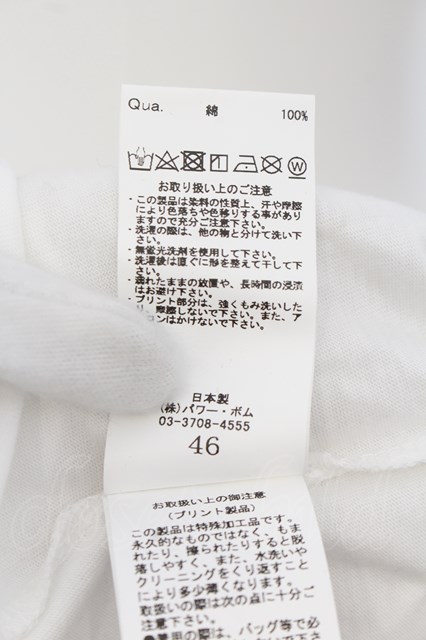 Qua. 綿 100%
お取り扱い上のご注意
・この製品は染料の性質上、汗や摩擦
により色落ちや色移りする事があり
ますので充分ご注意下さい。
・洗濯の際は、他の物と分けて洗い下
さい。
・無蛍光洗剤を使用して下さい。
・洗濯後は直ぐに形を整えて干して下
さい。
・濡れたままの放置や、長時間の浸漬
はお避け下さい。
・プリント部分は、強くもみ洗いした
り、摩擦しないで下さい。また、ア
ンはかけないで下さい。
日本製
(株)パワー・ボム
03-3708-4555
46
お取扱い上の御注意
(プリント製品)
この製品は特殊加工品です。
永久的なものではなく、もま
れたり、擦られたりすると脱
落しやすく、また、水洗いや
クリーニングをくり返すこと
により多少薄くなります。
取扱いの際は次の点に十分ご
注意下さい。
●着用の際は、バッグ等で必